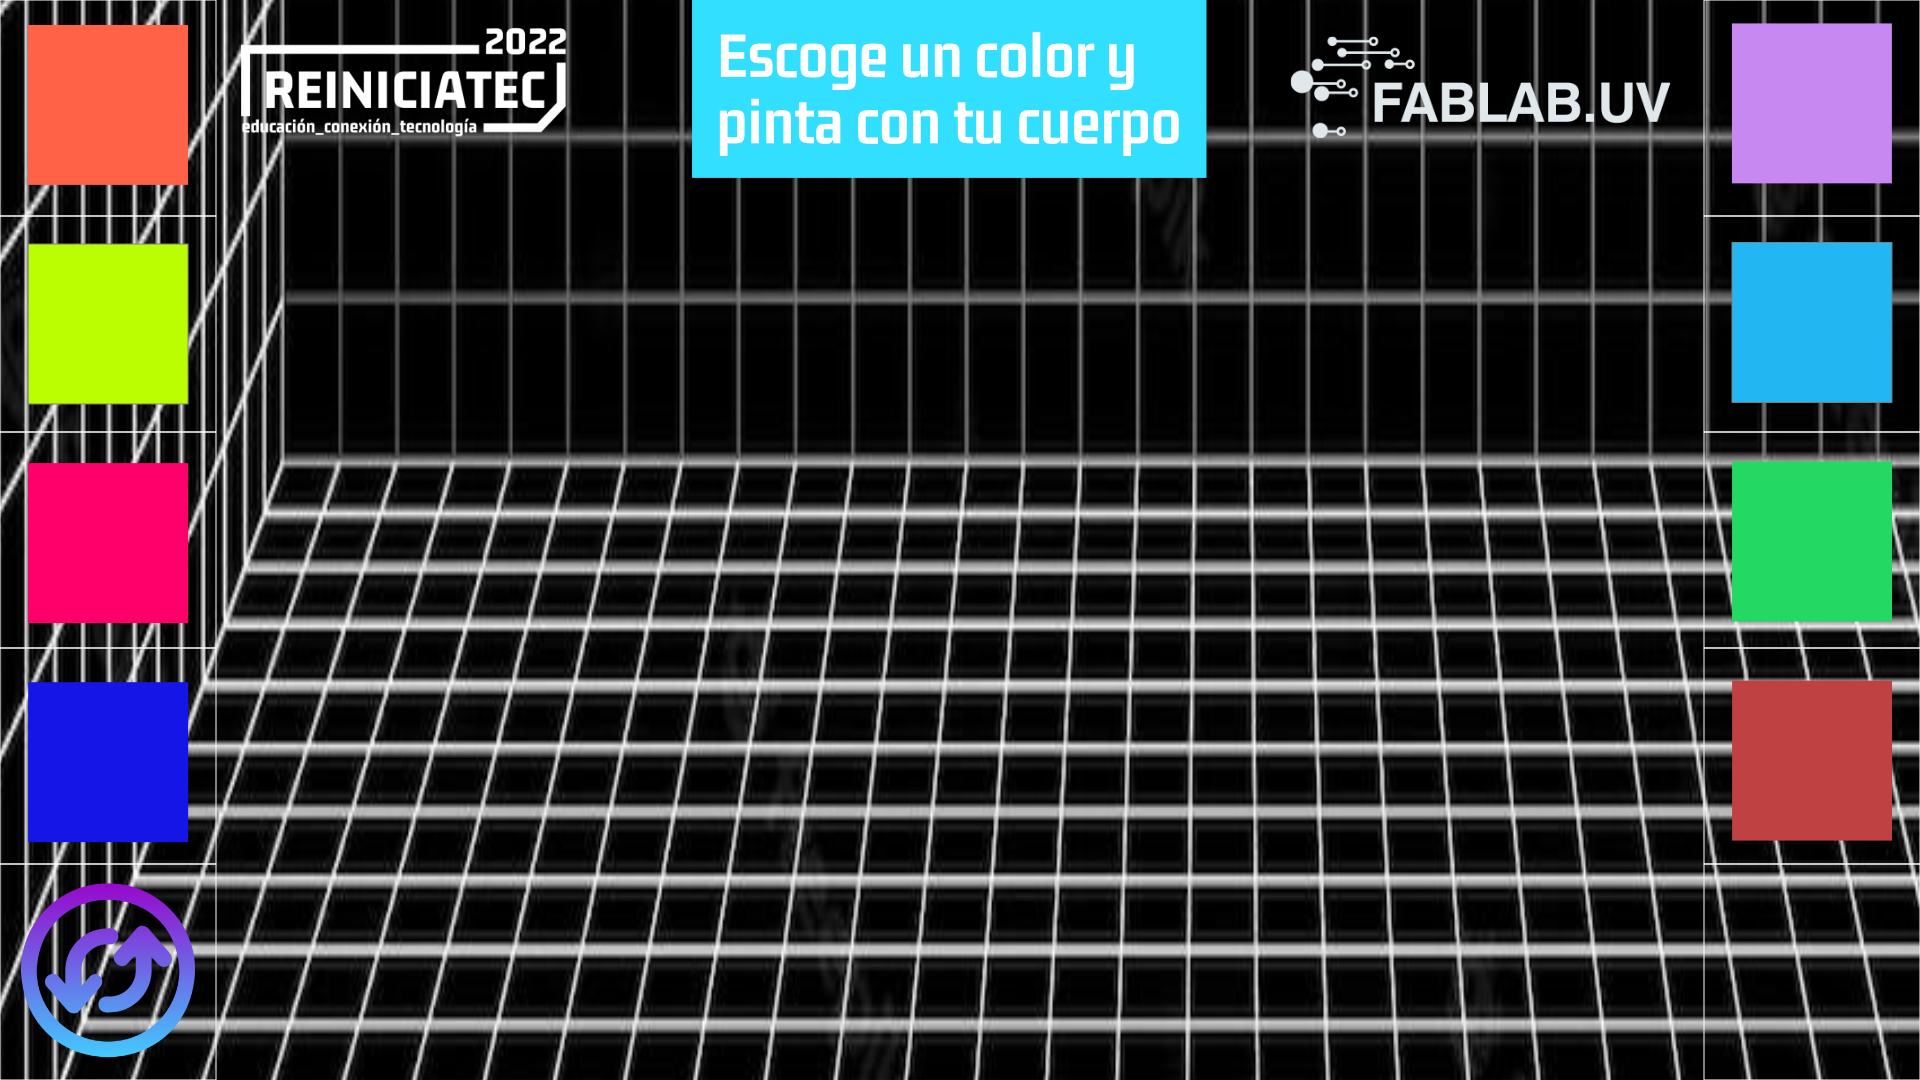 2022
REINICIATEC
educación_conexión_tecnología
Escoge un color y
pinta con tu cuerpo
FABLAB.UV